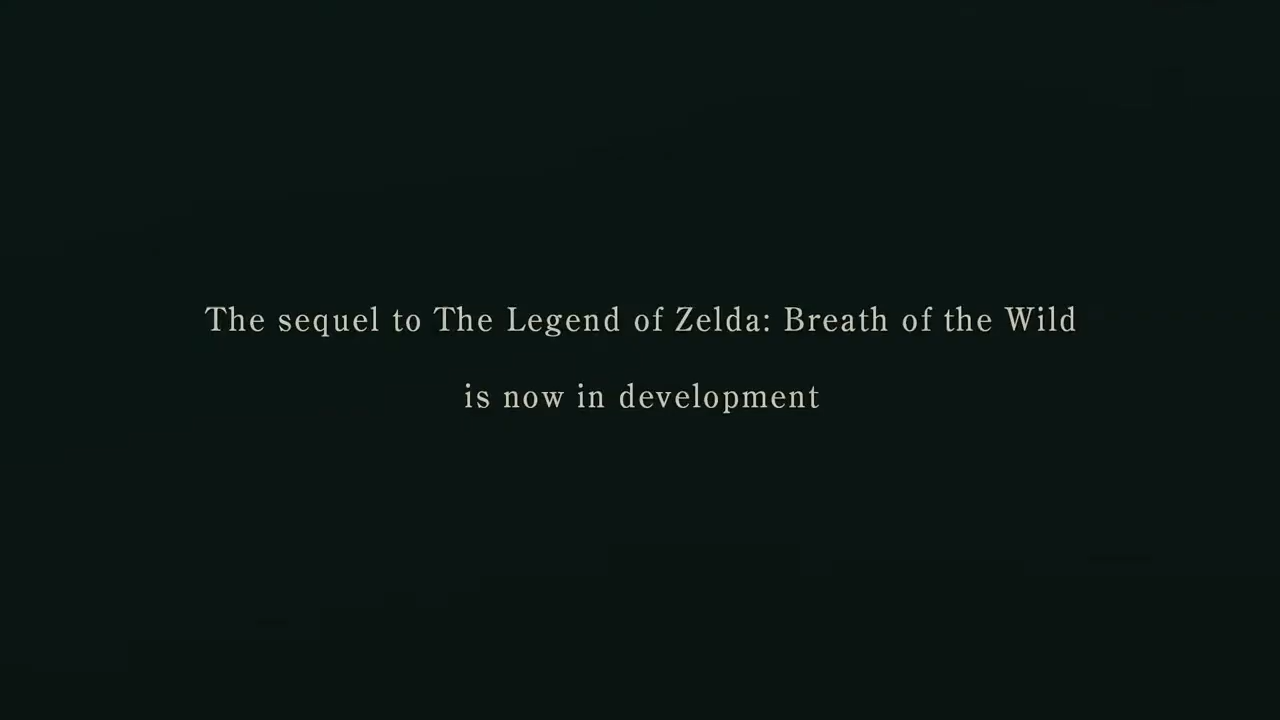 The sequel to The Legend of Zelda: Breath of the Wild
is now in development